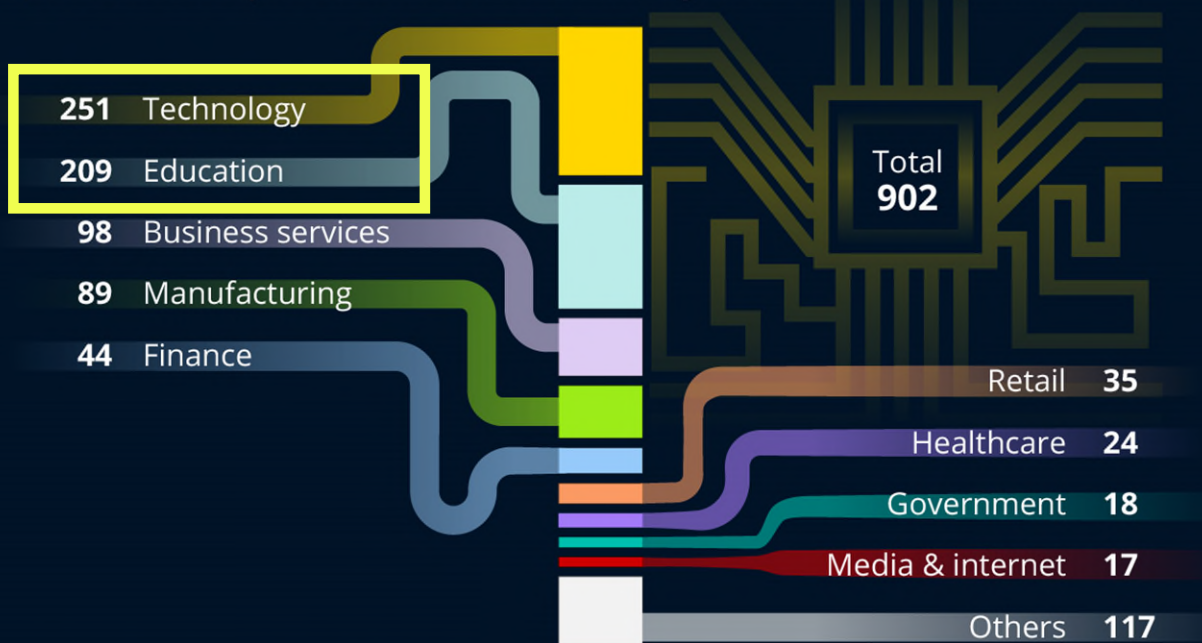 251 Technology
209 Education
98 Business services
89 Manufacturing
44 Finance
Total
902
Retail 35
Healthcare 24
Government 18
Media & internet 17
Others 117